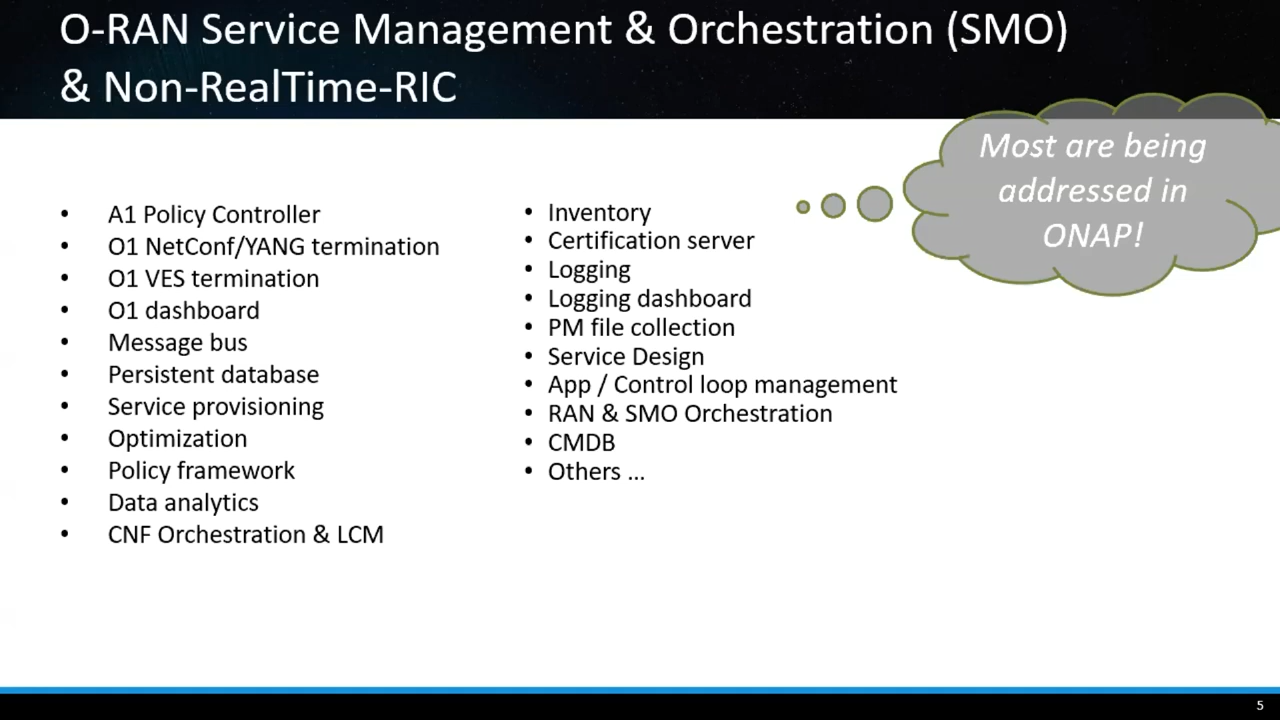 O-RAN Service Management & Orchestration (SMO)
& Non-RealTime-RIC
Most are being
addressed in
ONAP!
• A1 Policy Controller
• O1 NetConf/YANG termination
• O1 VES termination
• O1 dashboard
• Message bus
• Persistent database
• Service provisioning
• Optimization
• Policy framework
• Data analytics
• CNF Orchestration & LCM
• Inventory
• Certification server
• Logging
• Logging dashboard
• PM file collection
• Service Design
• App / Control loop management
• RAN & SMO Orchestration
• CMDB
• Others ...
5